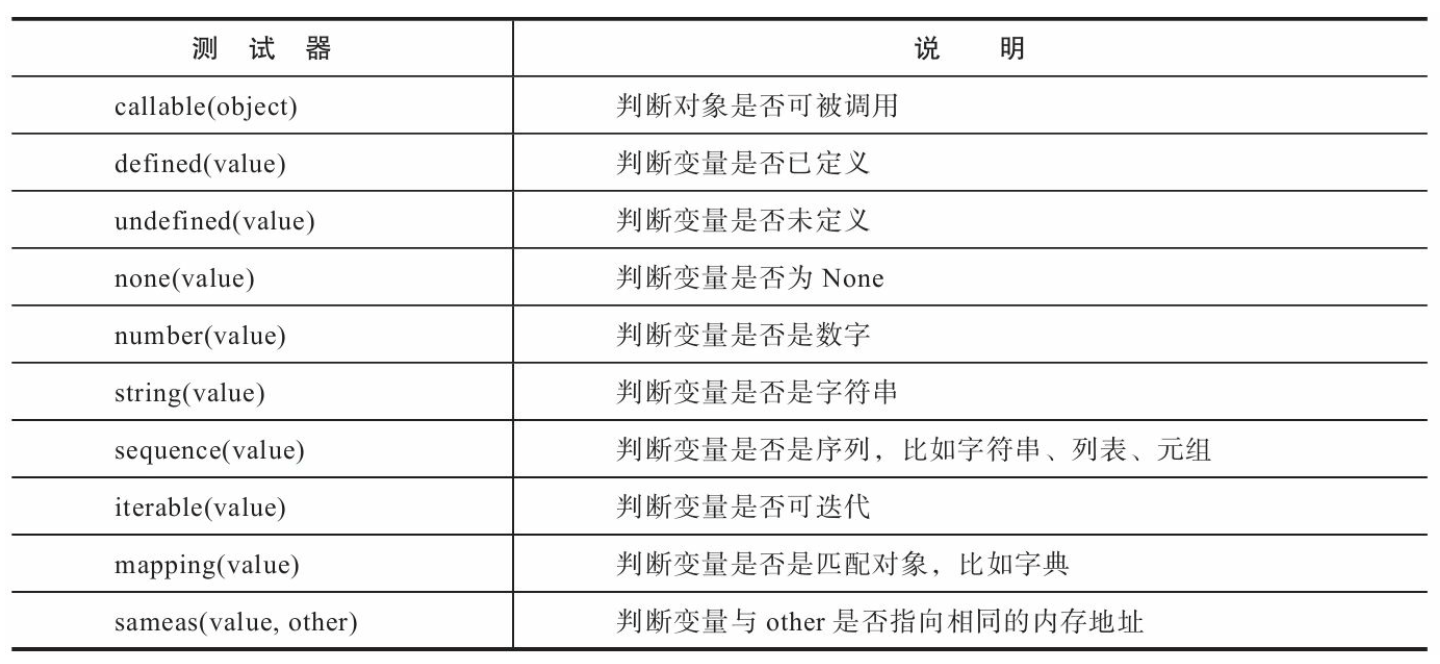 测 试 器 说 明
callable(object) 判断对象是否可被调用
defined(value) 判断变量是否已定义
undefined(value) 判断变量是否未定义
none(value) 判断变量是否为 None
number(value) 判断变量是否是数字
string(value) 判断变量是否是字符串
sequence(value) 判断变量是否是序列，比如字符串、列表、元组
iterable(value) 判断变量是否可迭代
mapping(value) 判断变量是否是匹配对象，比如字典
sameas(value, other) 判断变量与 other 是否指向相同的内存地址